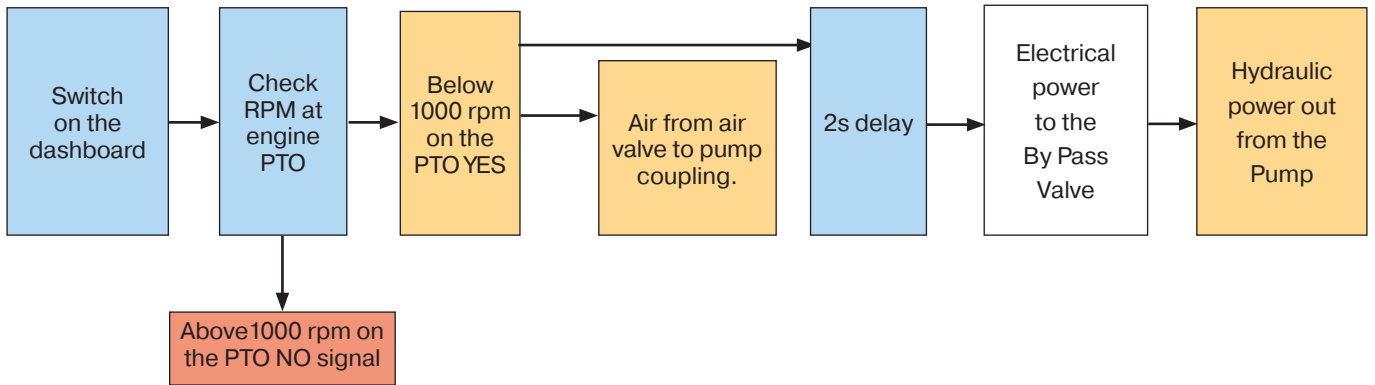 Switch
on the
dashboard
Check
RPM at
engine
PTO
Below
1000 rpm
on the
PTO YES
Air from air
valve to pump
coupling.
2s delay
Electrical
power
to the
By Pass
Valve
Hydraulic
power out
from the
Pump
Above 1000 rpm on
the PTO NO signal